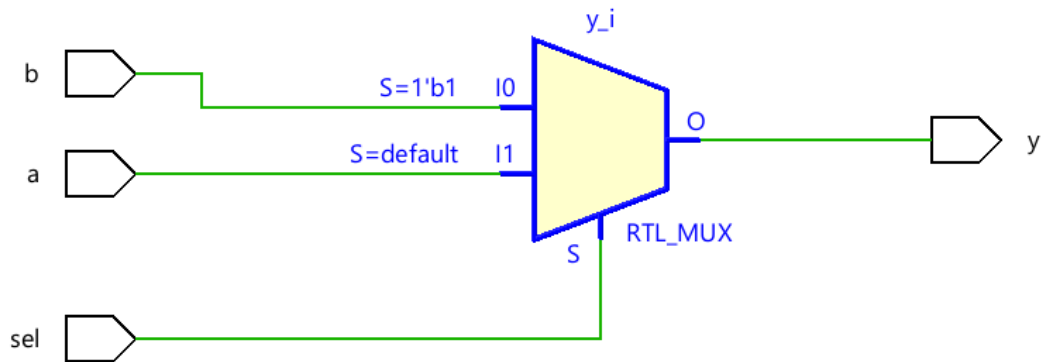 y_i
b
S=1'b1 I0
O
y
a
S=default I1
S
RTL_MUX
sel